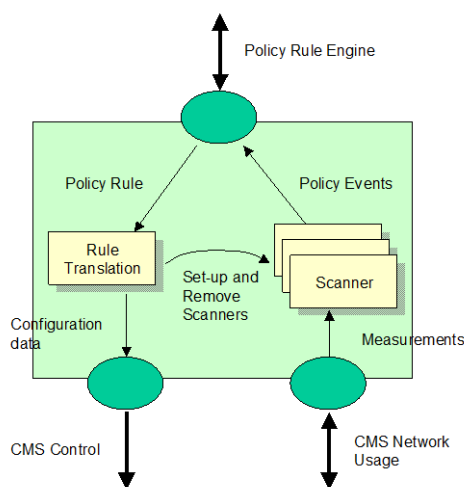 Policy Rule Engine
Policy Rule
Policy Events
Rule
Translation
Set-up and
Remove
Scanners
Scanner
Configuration
data
Measurements
CMS Control
CMS Network
Usage